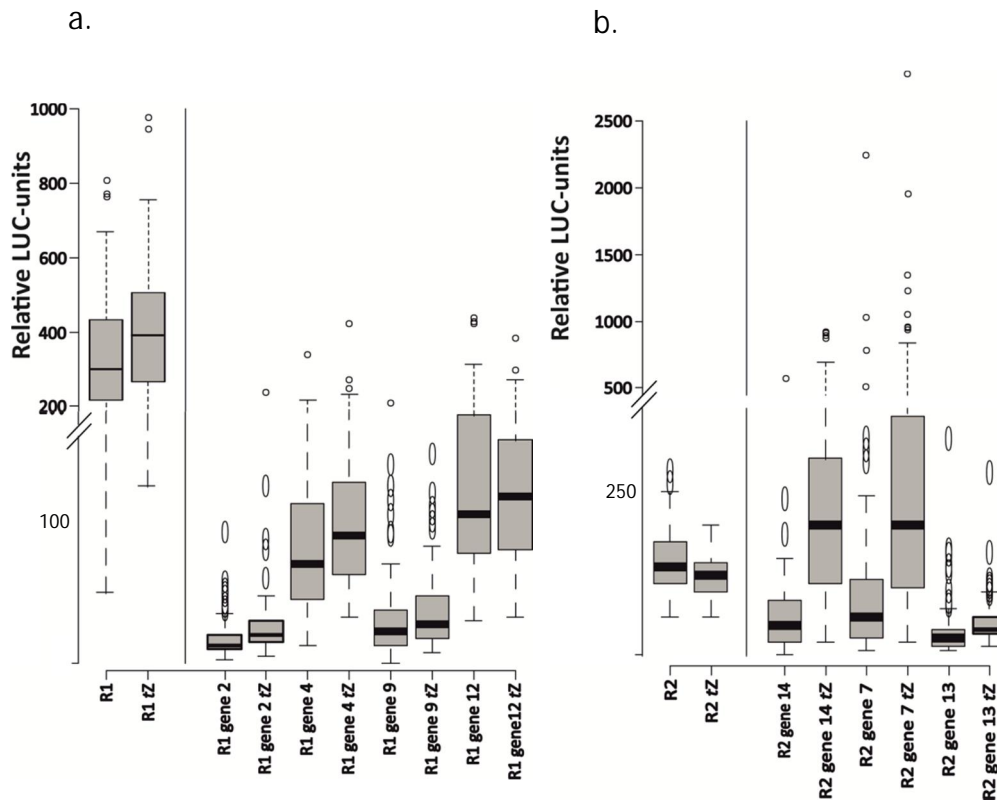 a.
Relative LUC-units
1000
800
600
400
200
100
R1
R1 tZ
R1 gene 2
R1 gene 2 tZ
R1 gene 4
R1 gene 4 tZ
R1 gene 9
R1 gene 9 tZ
R1 gene 12
R1 gene12 tZ
b.
Relative LUC-units
2500
2000
1500
1000
500
250
R2
R2 tZ
R2 gene 14
R2 gene 14 tZ
R2 gene 7
R2 gene 7 tZ
R2 gene 13
R2 gene 13 tZ